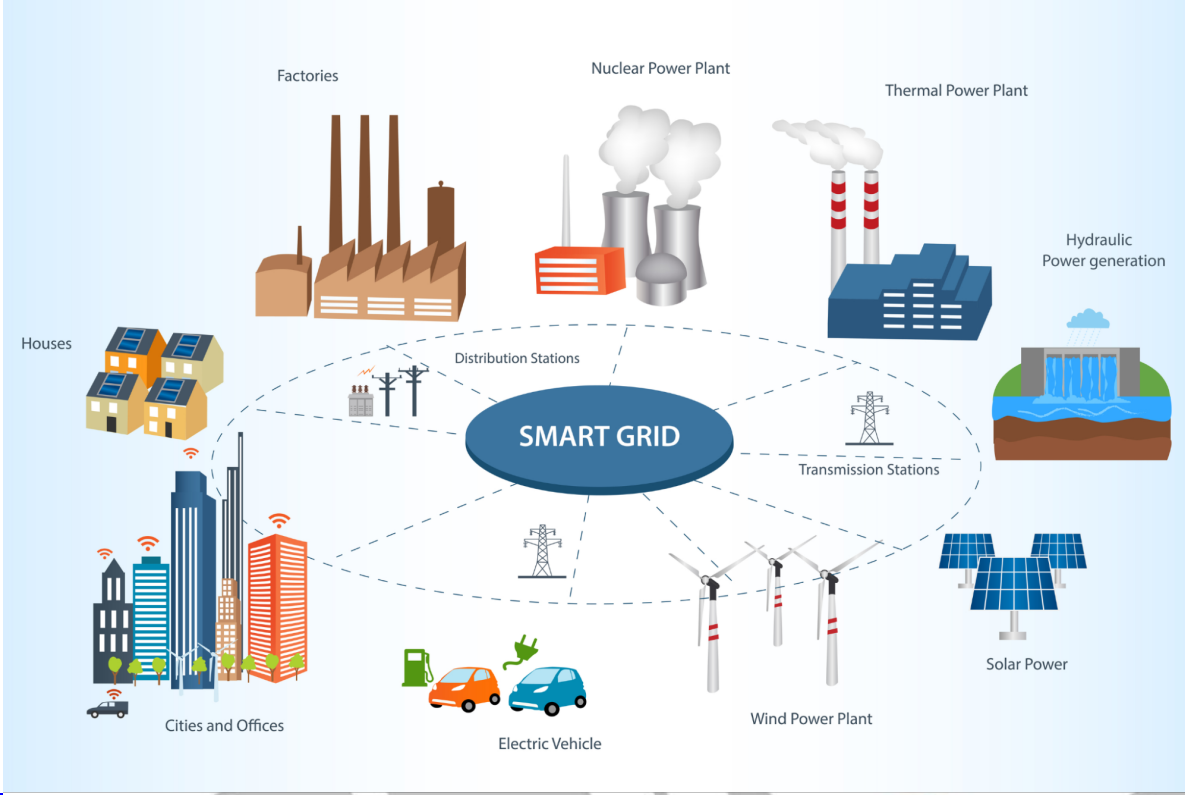 Nuclear Power Plant
Factories
Thermal Power Plant
Hydraulic
Power generation
Houses
Distribution Stations
SMART GRID
Transmission Stations
Solar Power
Wind Power Plant
Cities and Offices
Electric Vehicle